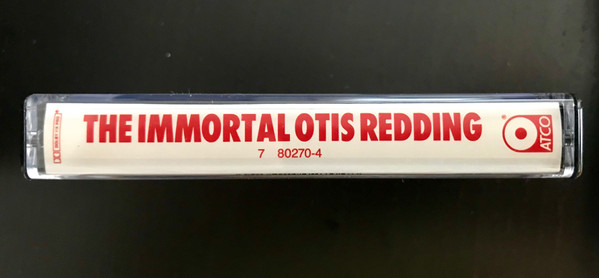 THE IMMORTAL OTIS REDDING
7 80270-4
®
ATCO